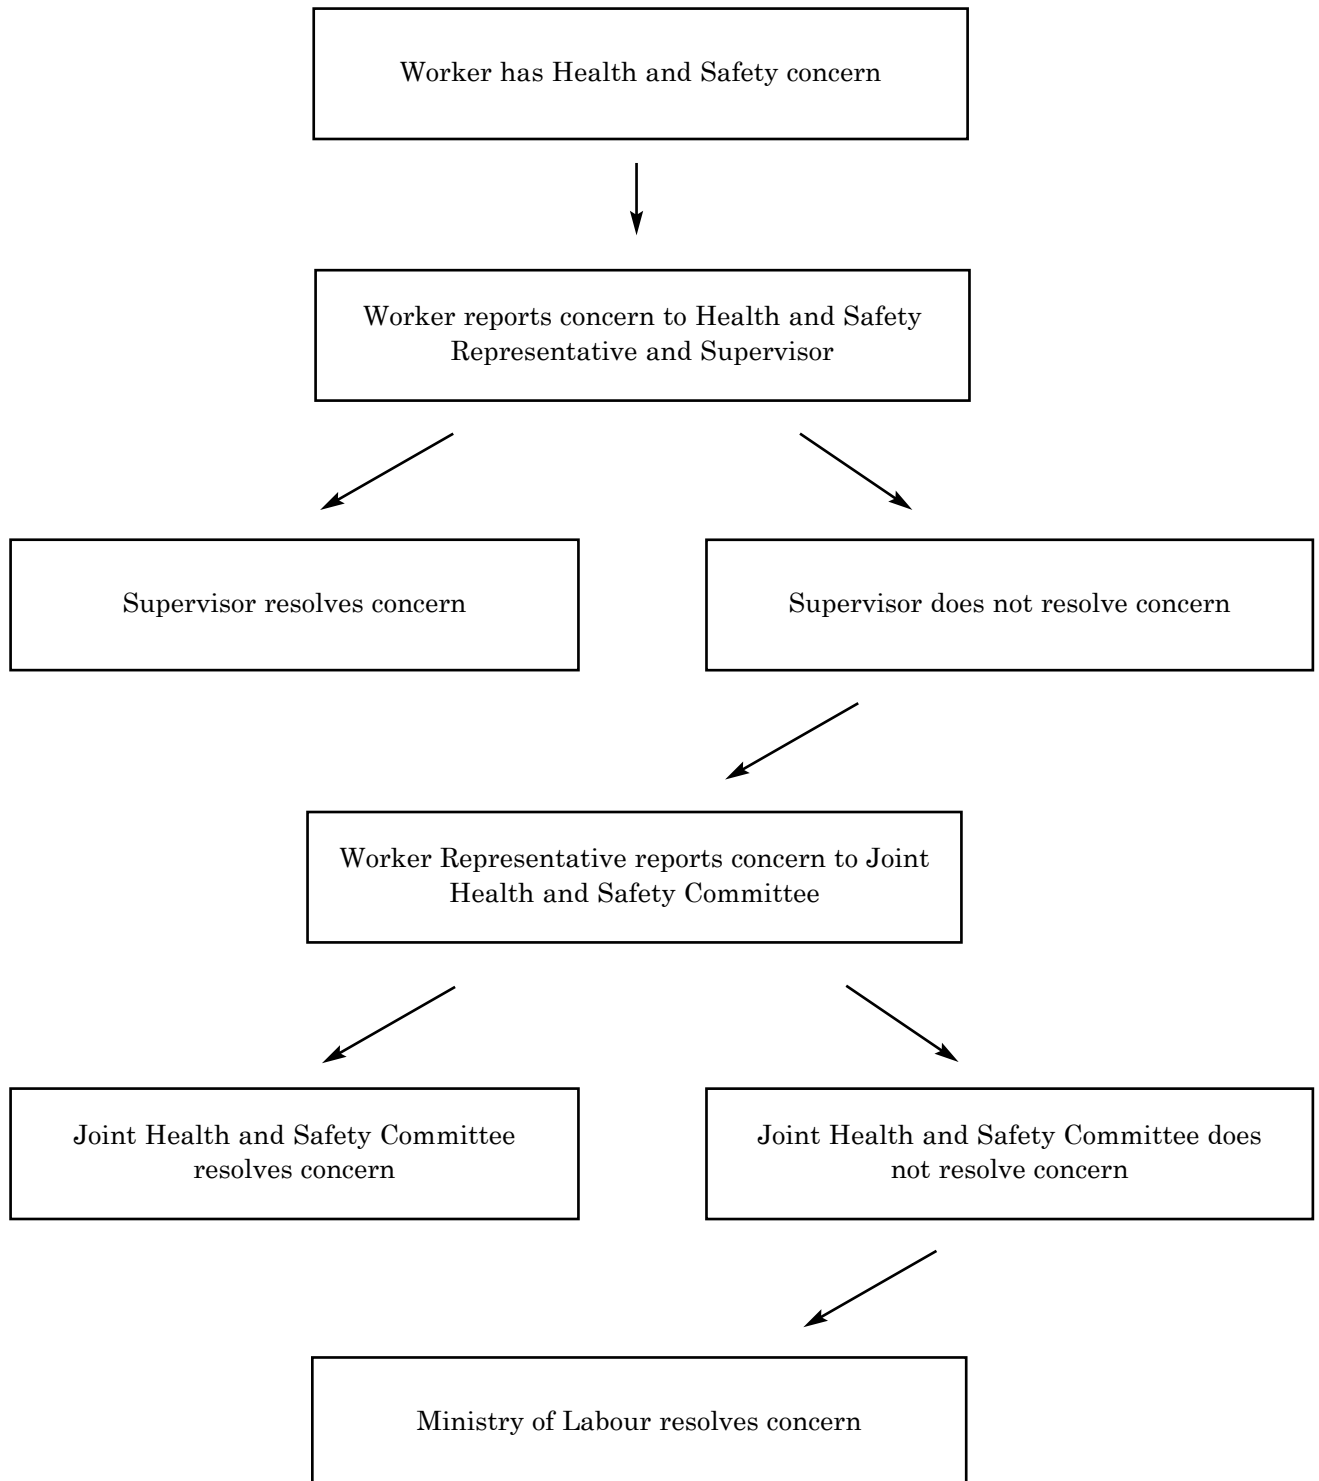 Worker has Health and Safety concern
Worker reports concern to Health and Safety
Representative and Supervisor
Supervisor resolves concern
Supervisor does not resolve concern
Worker Representative reports concern to Joint
Health and Safety Committee
Joint Health and Safety Committee
resolves concern
Joint Health and Safety Committee does
not resolve concern
Ministry of Labour resolves concern